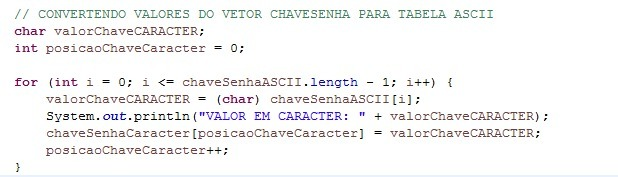 // CONVERTENDO VALORES DO VETOR CHAVESENHA PARA TABELA ASCII
char valorChaveCARACTER;
int posicaoChaveCaracter = 0;

for (int i = 0; i <= chaveSenhaASCII.length - 1; i++) {
    valorChaveCARACTER = (char) chaveSenhaASCII[i];
    System.out.println("VALOR EM CARACTER: " + valorChaveCARACTER);
    chaveSenhaCaracter[posicaoChaveCaracter] = valorChaveCARACTER;
    posicaoChaveCaracter++;
}